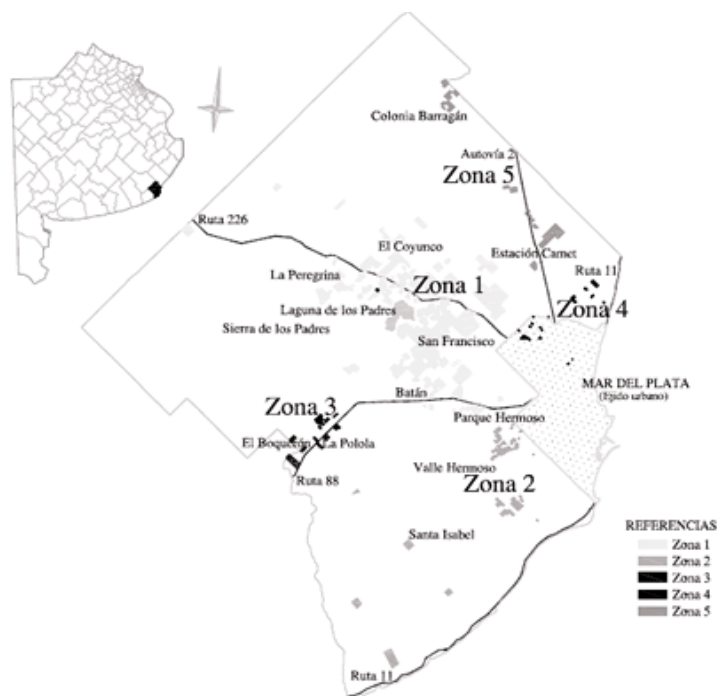 Colonia Barragán
Autovía 2
Zona 5
Ruta 226
El Coyunco
Estación Camet
Ruta 11
La Peregrina
Zona 1
Laguna de los Padres
Zona 4
Sierra de los Padres
San Francisco
MAR DEL PLATA
(Ejido urbano)
Batán
Zona 3
Parque Hermoso
El Boquerón
La Polola
Valle Hermoso
Ruta 88
Zona 2
Santa Isabel
REFERENCIAS
Zona 1
Zona 2
Zona 3
Zona 4
Zona 5
Ruta 11